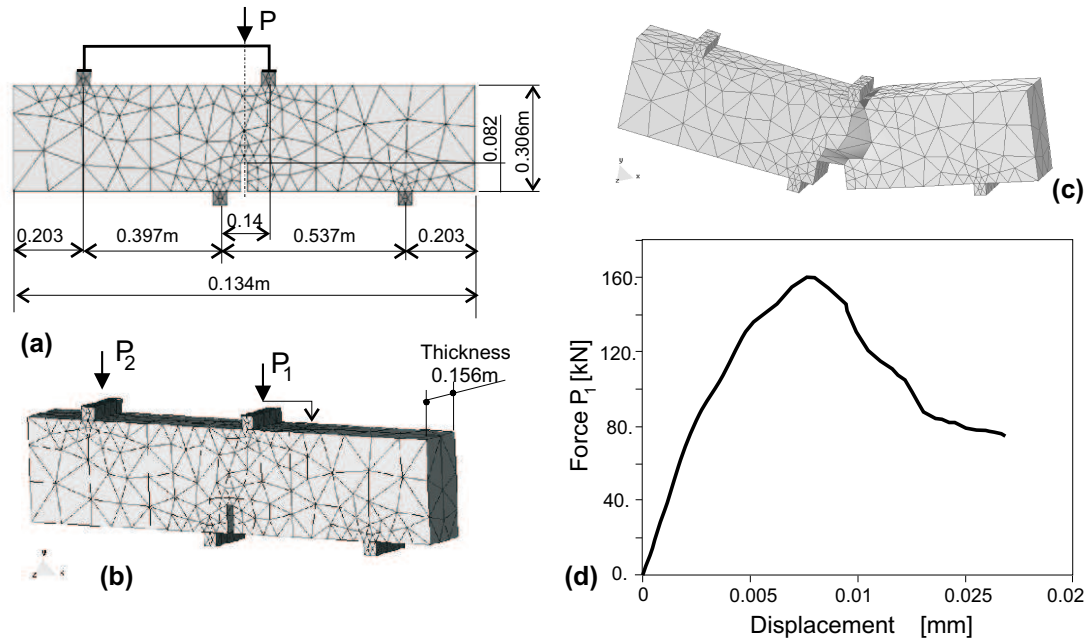 P
0.082
0.306m
0.14
0.203
0.397m
0.537m
0.203
0.134m
(a)
P2
P1
Thickness
0.156m
y
z
x
(b)
y
z
x
(c)
160.
120.
80.
40.
0.
Force P1 [kN]
0
0.005
0.01
0.025
0.02
Displacement [mm]
(d)